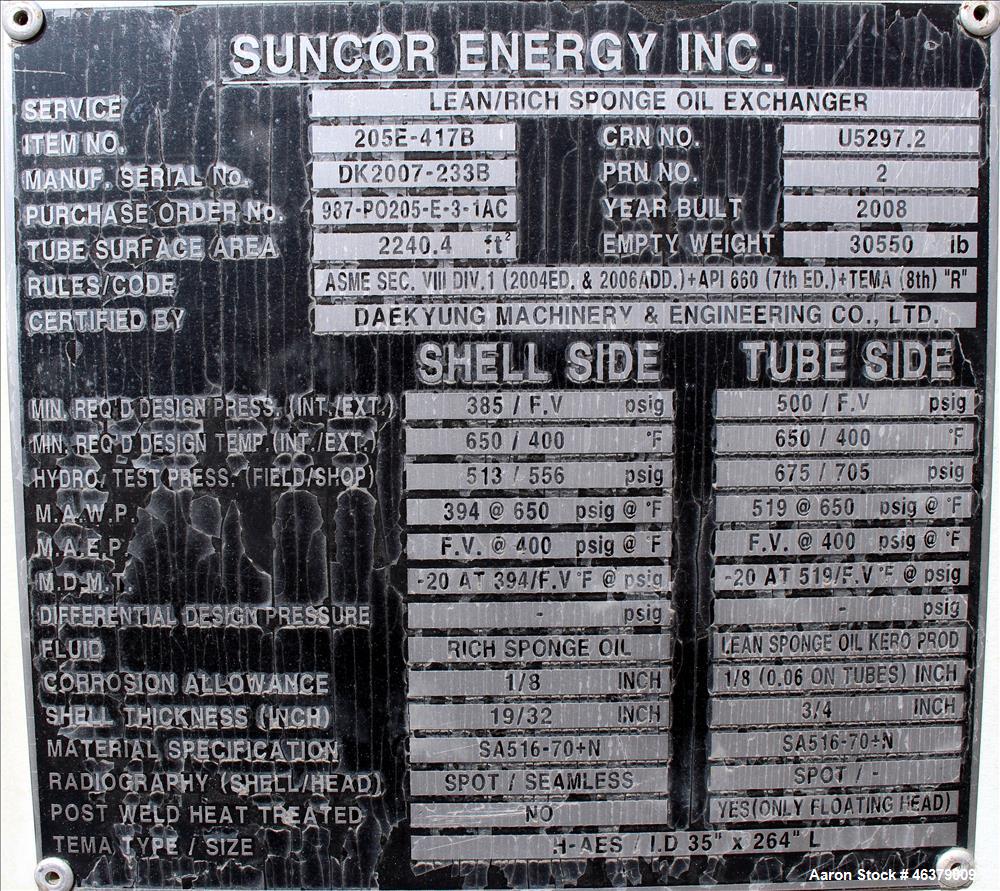 SUNCOR ENERGY INC.
SERVICE LEAN/RICH SPONGE OIL EXCHANGER
ITEM NO. 205E-417B CRN NO. U5297.2
MANUF. SERIAL No. DK2007-233B PRN NO. 2
PURCHASE ORDER No. 987-PO205-E-3-1AC YEAR BUILT 2008
TUBE SURFACE AREA 2240.4 ft² EMPTY WEIGHT 30550 lb
RULES/CODE ASME SEC. VIII DIV.1 (2004ED. & 2006ADD.)+API 660 (7th ED.)+TEMA (8th) "R"
CERTIFIED BY DAEKYUNG MACHINERY & ENGINEERING CO., LTD.
SHELL SIDE TUBE SIDE
MIN. REQ'D DESIGN PRESS. (INT./EXT.) 385 / F.V psig 500 / F.V psig
MIN. REQ'D DESIGN TEMP. (INT./EXT.) 650 / 400 °F 650 / 400 °F
HYDRO. TEST PRESS. (FIELD/SHOP) 513 / 556 psig 675 / 705 psig
M.A.W.P. 394 @ 650 psig @ °F 519 @ 650 psig @ °F
M.A.E.P. F.V. @ 400 psig @ °F F.V. @ 400 psig @ °F
M.D.M.T. -20 AT 394/F.V °F @ psig -20 AT 519/F.V °F @ psig
DIFFERENTIAL DESIGN PRESSURE - psig - psig
FLUID RICH SPONGE OIL LEAN SPONGE OIL KERO PROD
CORROSION ALLOWANCE 1/8 INCH 1/8 (0.06 ON TUBES) INCH
SHELL THICKNESS (INCH) 19/32 INCH 3/4 INCH
MATERIAL SPECIFICATION SA516-70+N SA516-70+N
RADIOGRAPHY (SHELL/HEAD) SPOT / SEAMLESS SPOT / -
POST WELD HEAT TREATED NO YES(ONLY FLOATING HEAD)
TEMA TYPE / SIZE H-AES / I.D 35" x 264" L
Aaron Stock # 46379009